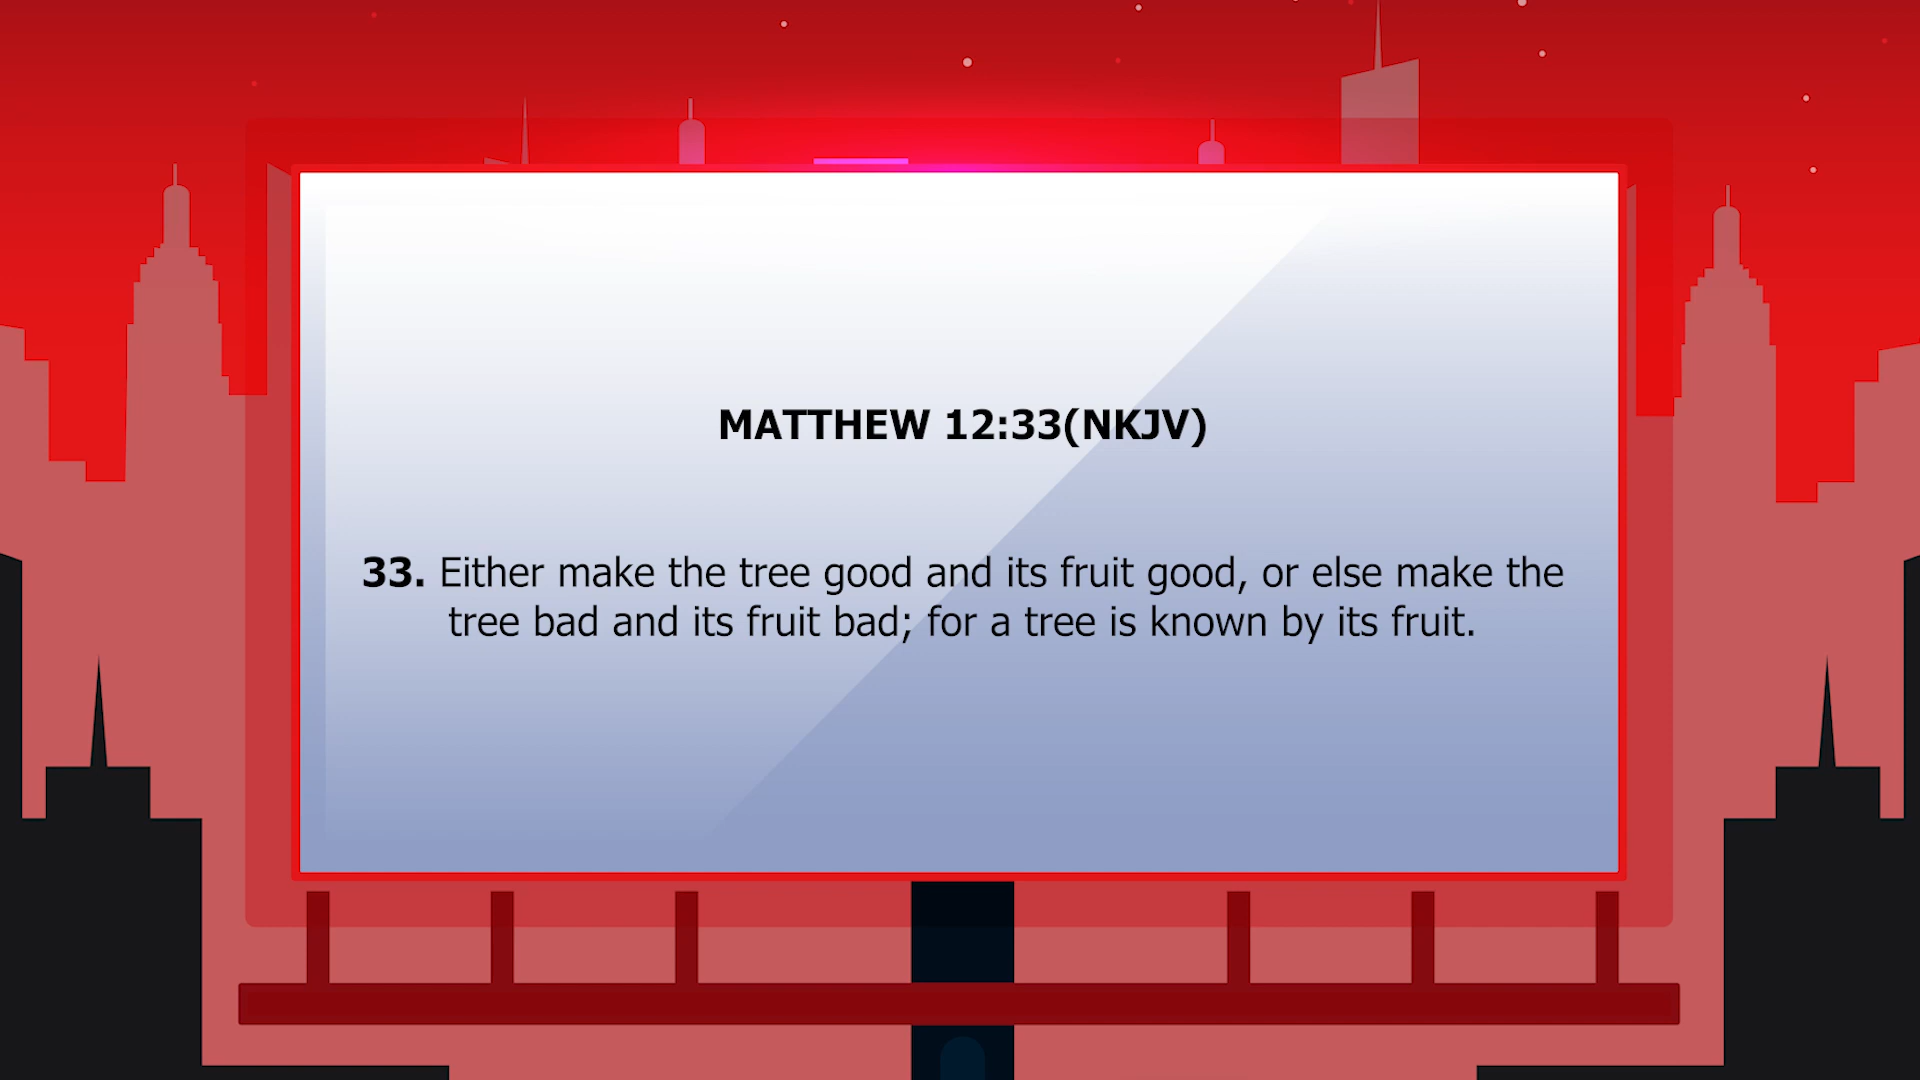 MATTHEW 12:33(NKJV)
33. Either make the tree good and its fruit good, or else make the
tree bad and its fruit bad; for a tree is known by its fruit.